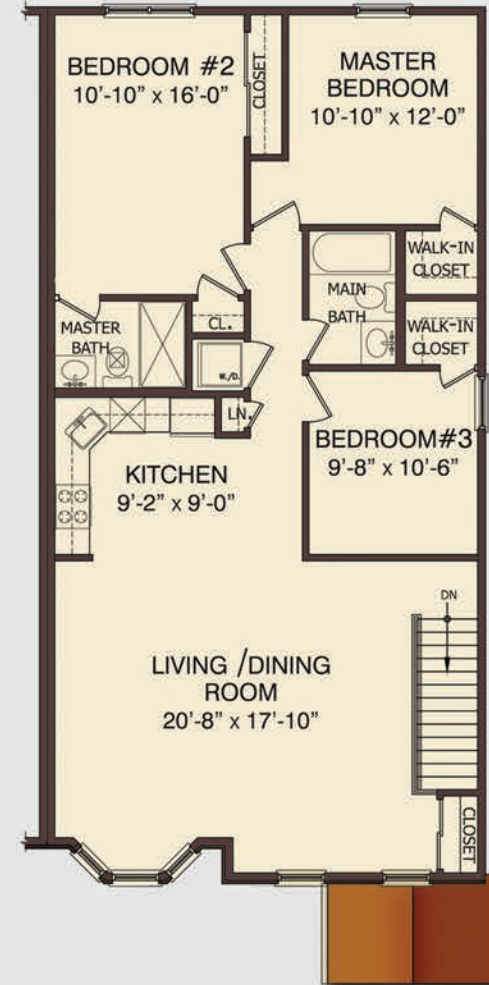 BEDROOM #2
10'-10" x 16'-0"
CLOSET
MASTER
BEDROOM
10'-10" x 12'-0"
WALK-IN
CLOSET
MAIN
BATH
WALK-IN
CLOSET
CL.
MASTER
BATH
W./D.
LN.
BEDROOM#3
9'-8" x 10'-6"
KITCHEN
9'-2" x 9'-0"
DN
LIVING /DINING
ROOM
20'-8" x 17'-10"
CLOSET